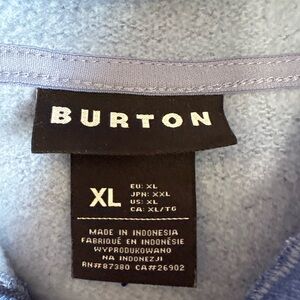 BURTON
XL
EU: XL
JPN: XXL
US: XL
CA: XL/TG
MADE IN INDONESIA
FABRIQUÉ EN INDONÉSIE
WYPRODUKOWANO
NA INDONEZJI
RN#87380 CA#26902